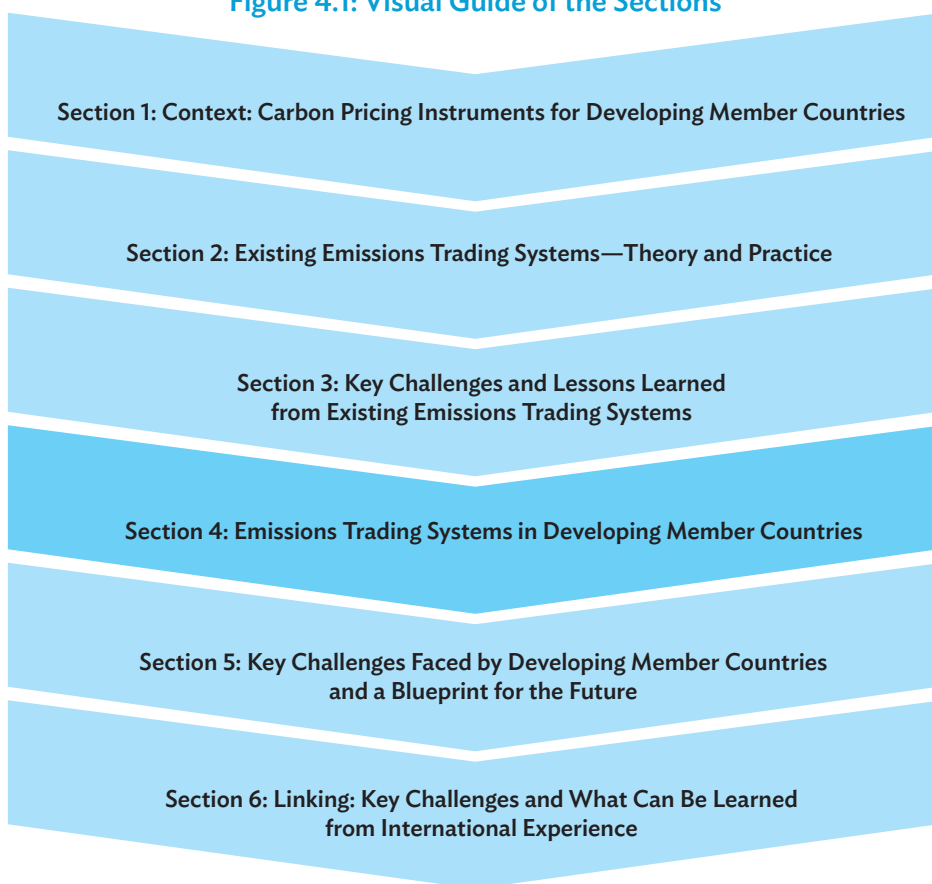 Figure 4.1: Visual Guide of the Sections
Section 1: Context: Carbon Pricing Instruments for Developing Member Countries
Section 2: Existing Emissions Trading Systems—Theory and Practice
Section 3: Key Challenges and Lessons Learned
from Existing Emissions Trading Systems
Section 4: Emissions Trading Systems in Developing Member Countries
Section 5: Key Challenges Faced by Developing Member Countries
and a Blueprint for the Future
Section 6: Linking: Key Challenges and What Can Be Learned
from International Experience